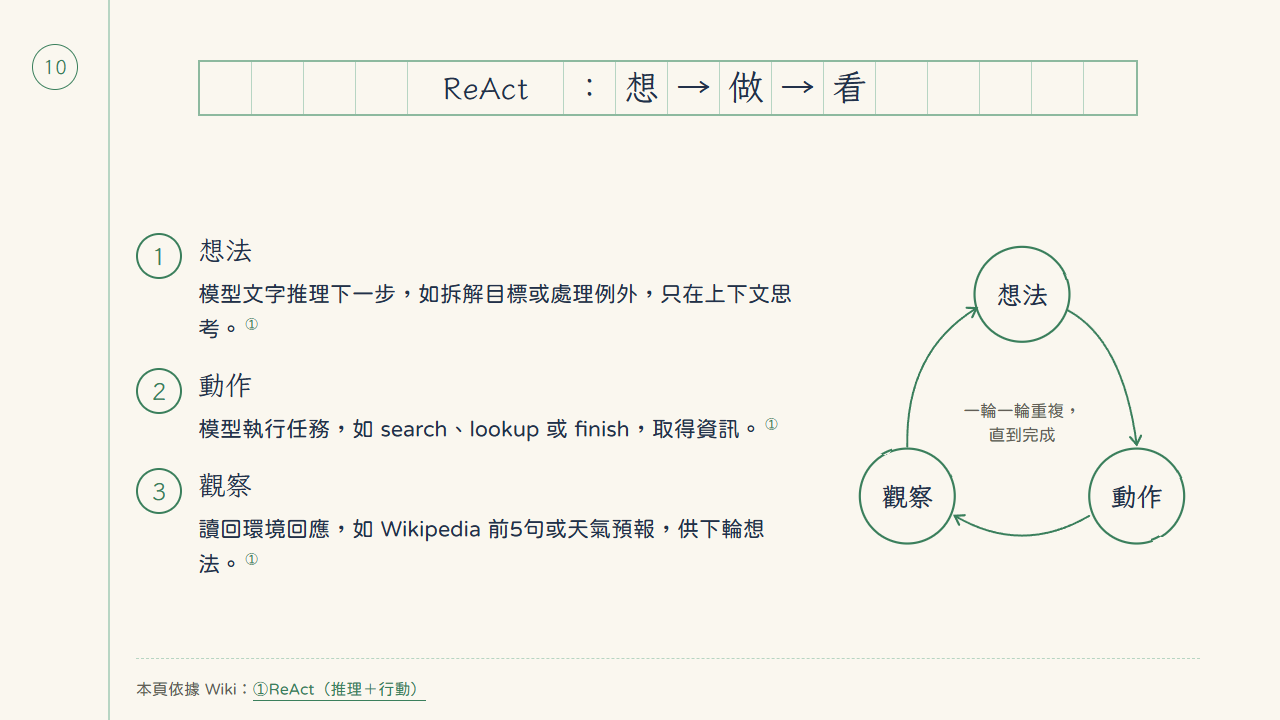 10
ReAct：想→做→看
1
想法
模型文字推理下一步，如拆解目標或處理例外，只在上下文思
考。①
2
動作
模型執行任務，如 search、lookup 或 finish，取得資訊。①
3
觀察
讀回環境回應，如 Wikipedia 前5句或天氣預報，供下輪想
法。①
想法
一輪一輪重複，
直到完成
觀察
動作
本頁依據 Wiki：①ReAct（推理＋行動）